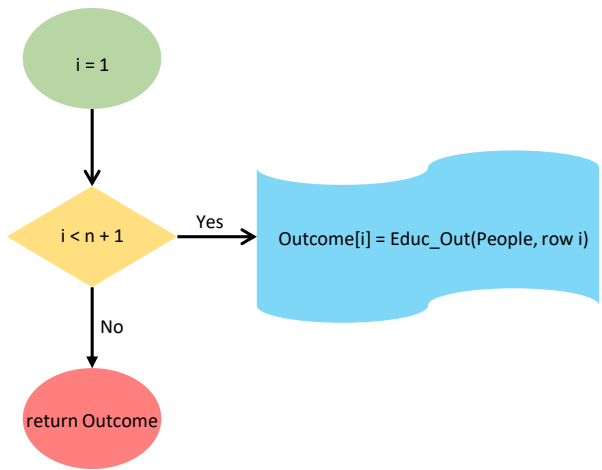 i = 1
i < n + 1
Yes
Outcome[i] = Educ_Out(People, row i)
No
return Outcome